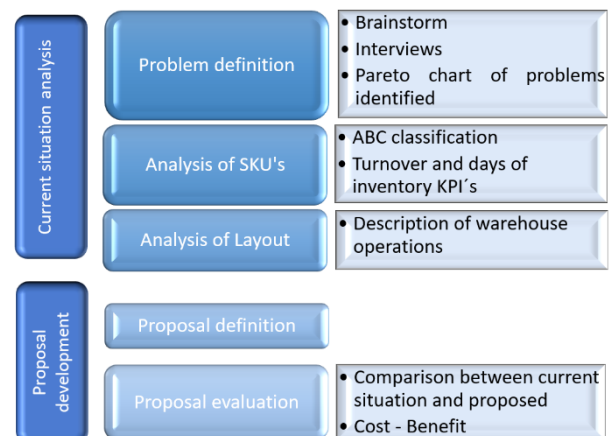 Current situation analysis
Problem definition
• Brainstorm
• Interviews
• Pareto chart of problems
identified
Analysis of SKU's
• ABC classification
• Turnover and days of
inventory KPI´s
Analysis of Layout
• Description of warehouse
operations
Proposal
development
Proposal definition
Proposal evaluation
• Comparison between current
situation and proposed
• Cost - Benefit